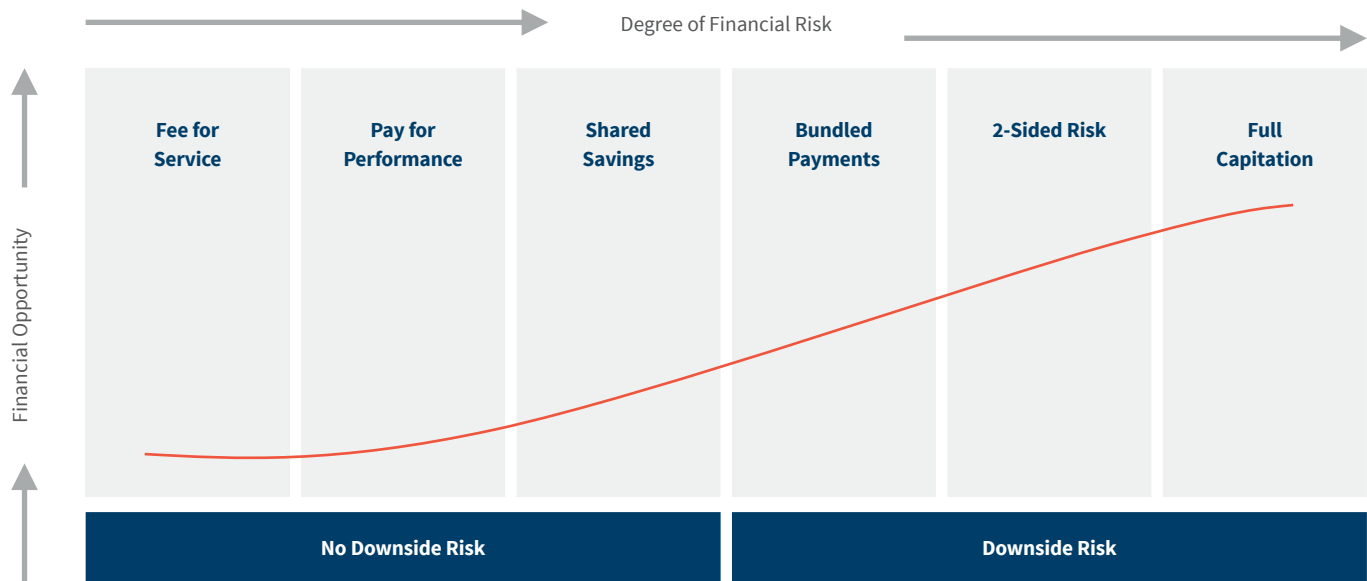 Degree of Financial Risk
Fee for
Service
Pay for
Performance
Shared
Savings
Bundled
Payments
2-Sided Risk
Full
Capitation
Financial Opportunity
No Downside Risk
Downside Risk